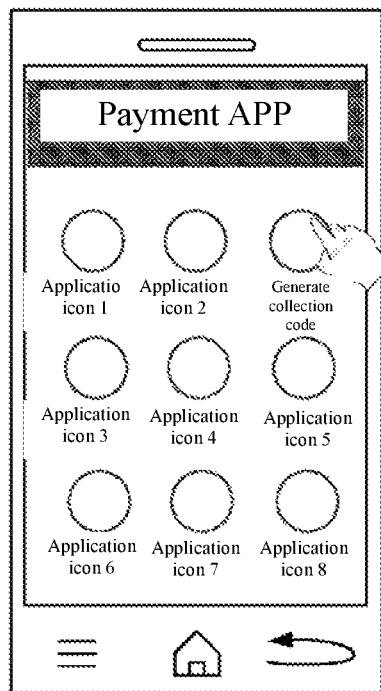 Payment APP
Applicatio Application Generate
icon 1 icon 2 collection
code
Application Application Application
icon 3 icon 4 icon 5
Application Application Application
icon 6 icon 7 icon 8